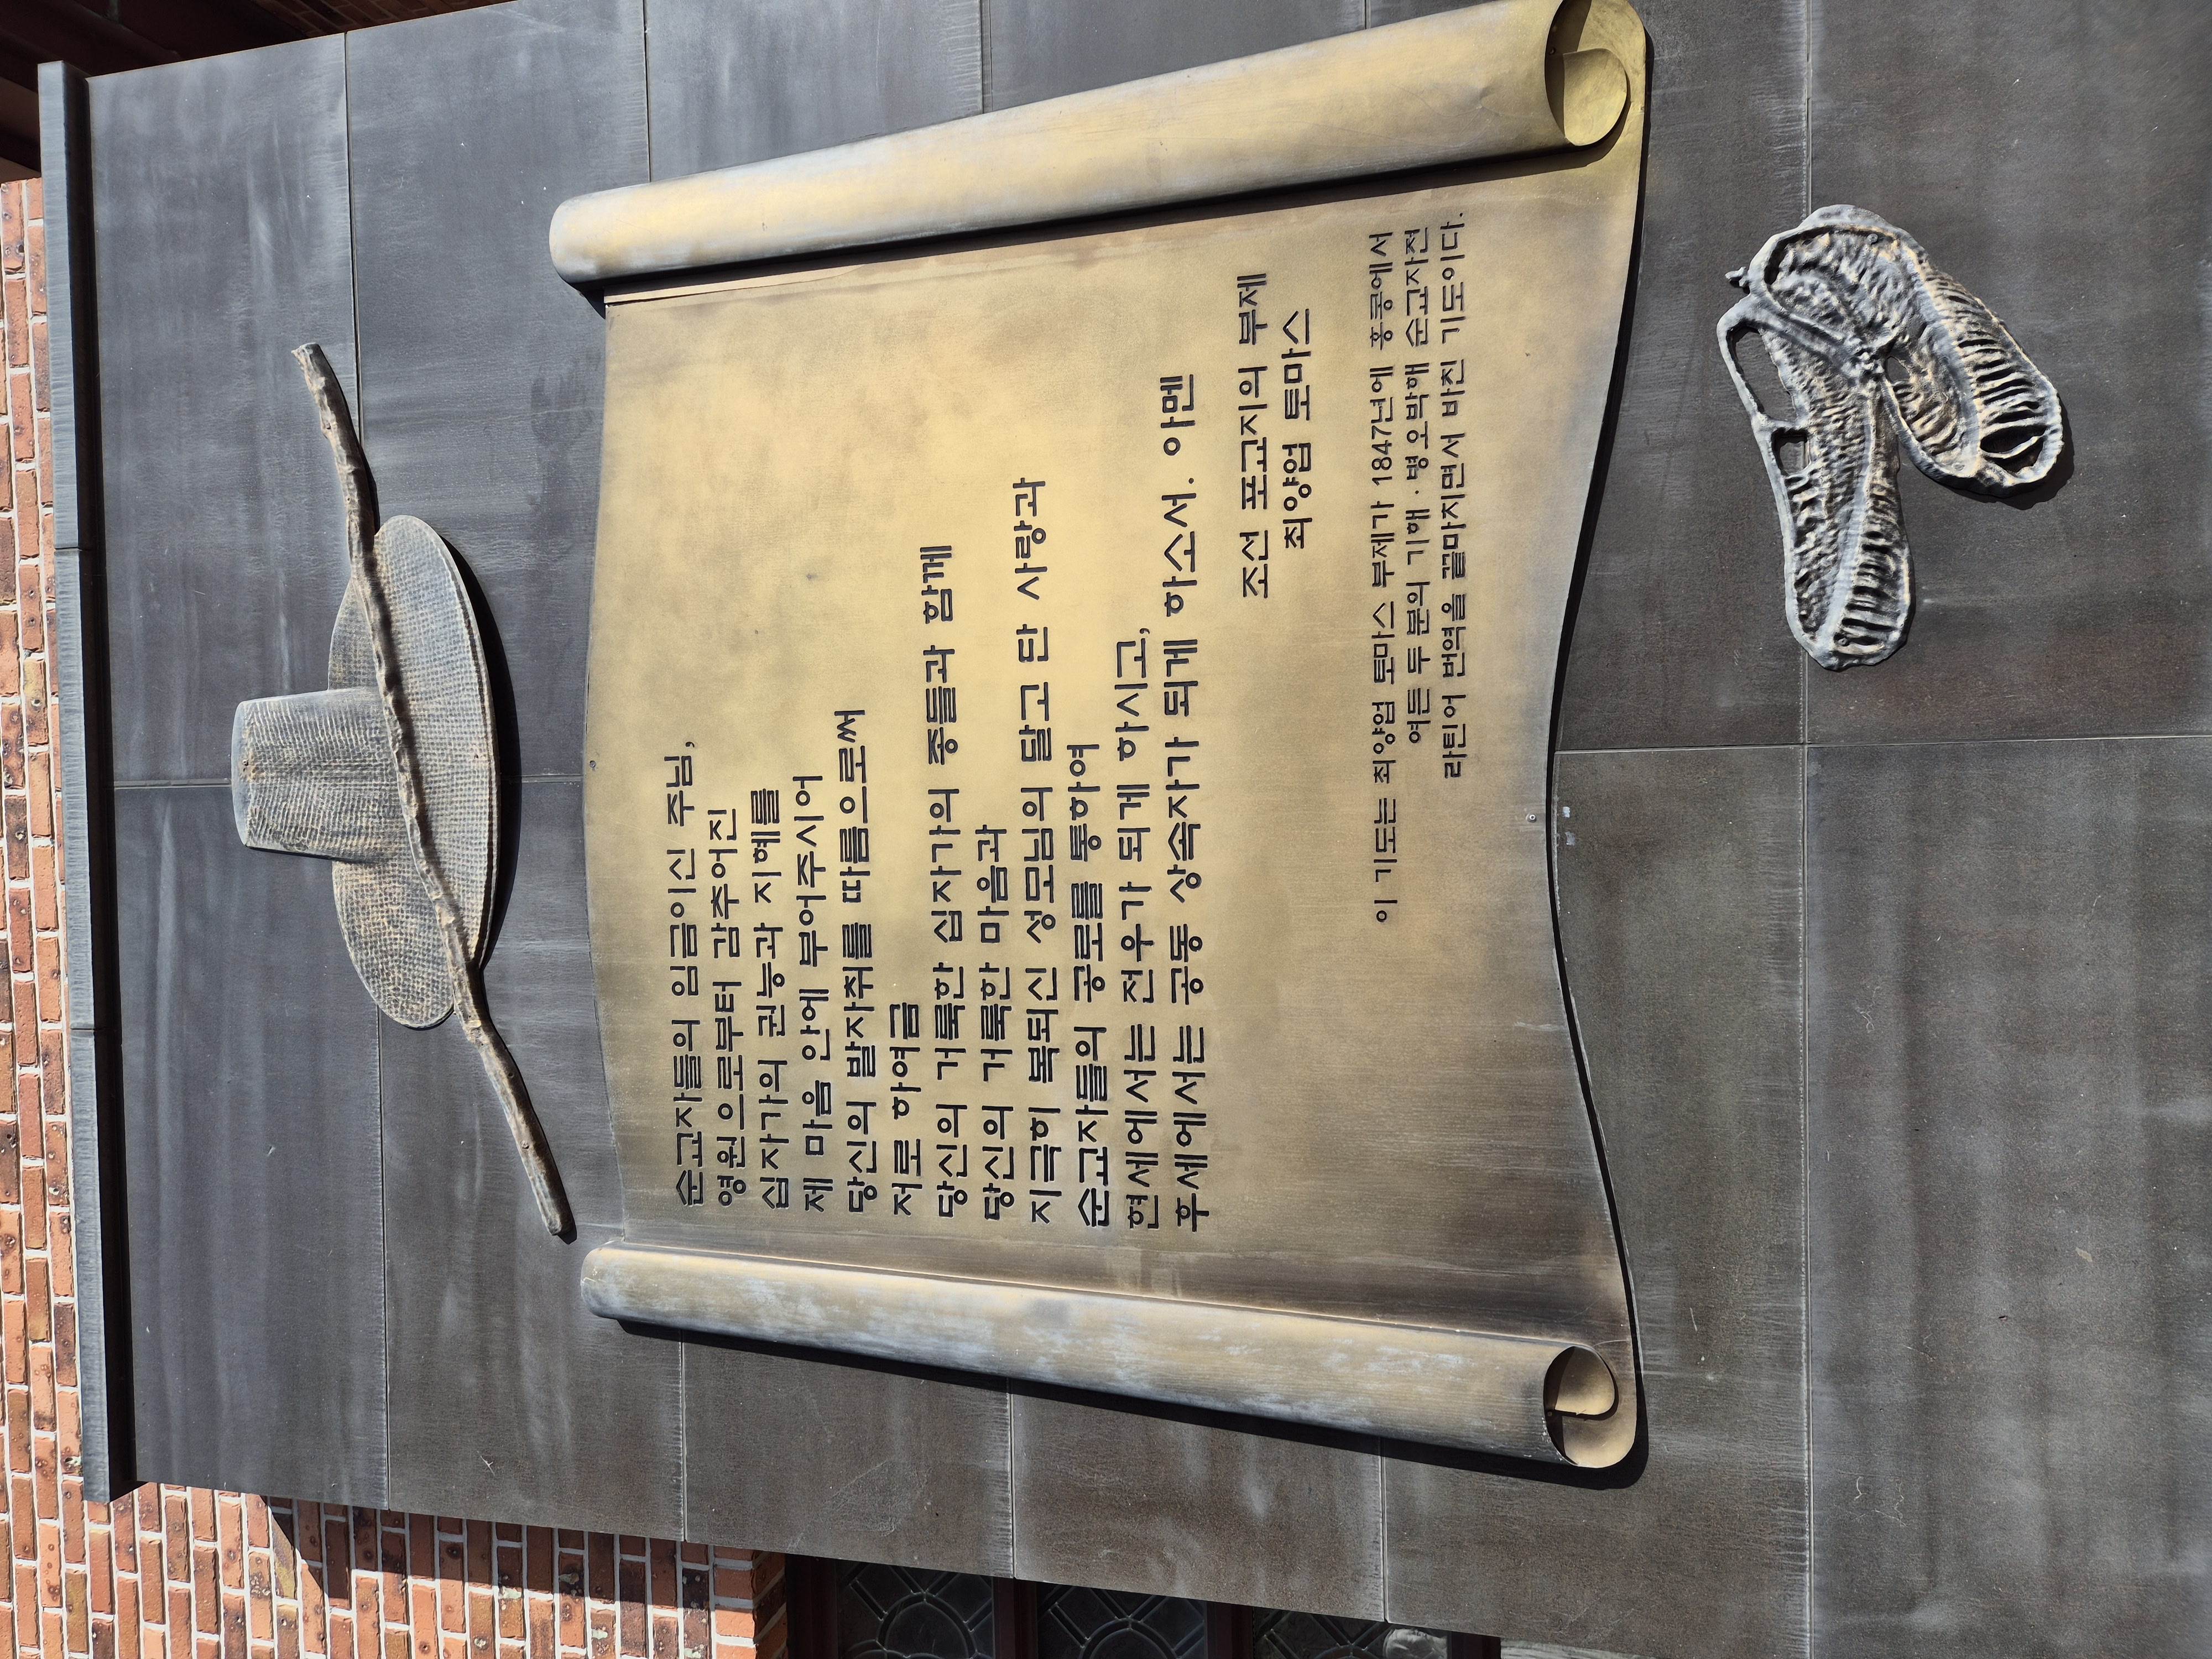 순교자들의 임금이신 주님,
영원으로부터 감추어진
십자가의 권능과 지혜를
제 마음 안에 부어주시어
당신의 발자취를 따름으로써
저로 하여금
당신의 거룩한 십자가의 종들과 함께
당신의 거룩한 마음과
지극히 복되신 성모님의 달고 단 사랑과
순교자들의 공로를 통하여
현세에서는 전우가 되게 하시고,
후세에서는 공동 상속자가 되게 하소서. 아멘
조선 포교지의 부제
최양업 토마스
이 기도는 최양업 토마스 부제가 1847년에 홍콩에서
여든 두 분의 기해·병오박해 순교자전
라틴어 번역을 끝마치면서 바친 기도이다.